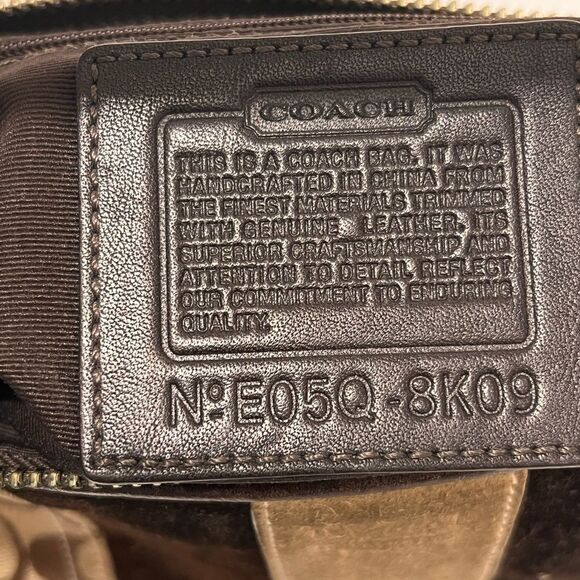 COACH
THIS IS A COACH BAG. IT WAS
HANDCRAFTED IN CHINA FROM
THE FINEST MATERIALS TRIMMED
WITH GENUINE LEATHER. ITS
SUPERIOR CRAFTSMANSHIP AND
ATTENTION TO DETAIL REFLECT
OUR COMMITMENT TO ENDURING
QUALITY.
Nº E05Q-8K09